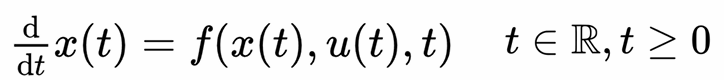 d/dt x(t) = f(x(t), u(t), t)   t ∈ ℝ, t ≥ 0